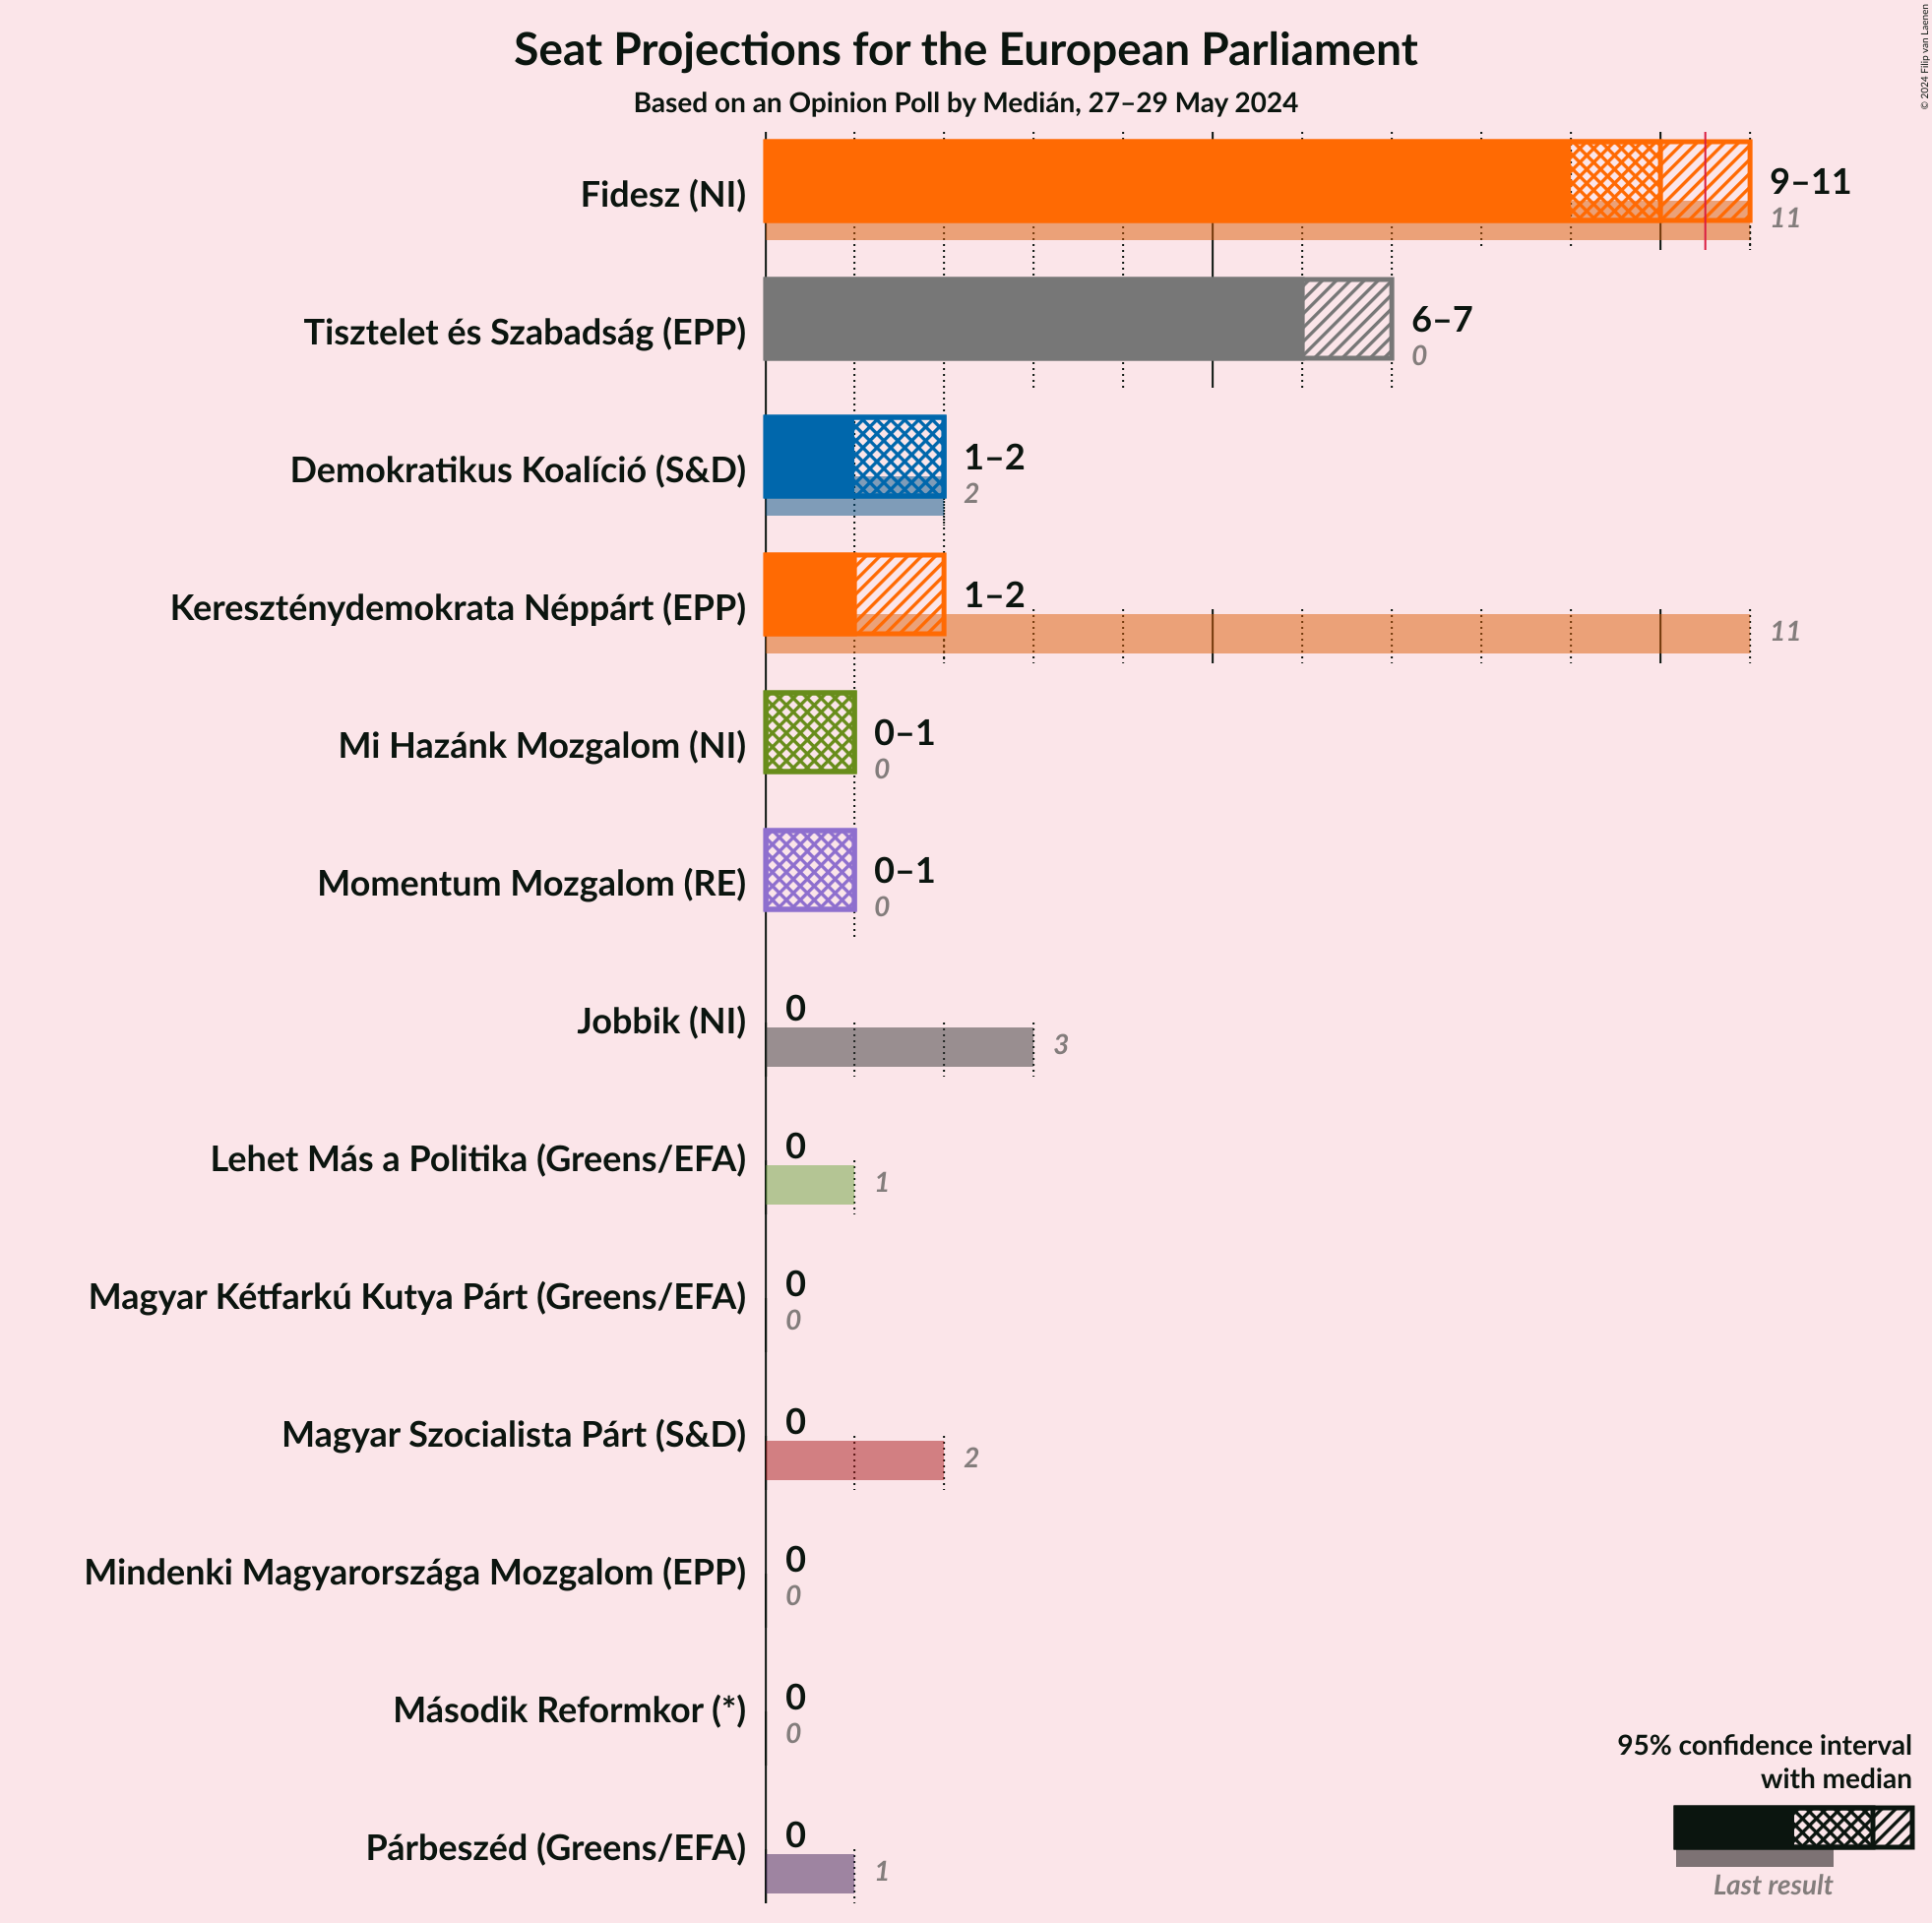 Seat Projections for the European Parliament
Based on an Opinion Poll by Medián, 27–29 May 2024
© 2024 Filip van Laenen
Fidesz (NI)
9–11
11
Tisztelet és Szabadság (EPP)
6–7
0
Demokratikus Koalíció (S&D)
1–2
2
Kereszténydemokrata Néppárt (EPP)
1–2
11
Mi Hazánk Mozgalom (NI)
0–1
0
Momentum Mozgalom (RE)
0–1
0
Jobbik (NI)
0
3
Lehet Más a Politika (Greens/EFA)
0
1
Magyar Kétfarkú Kutya Párt (Greens/EFA)
0
0
Magyar Szocialista Párt (S&D)
0
2
Mindenki Magyarországa Mozgalom (EPP)
0
0
Második Reformkor (*)
0
0
Párbeszéd (Greens/EFA)
0
1
95% confidence interval
with median
Last result